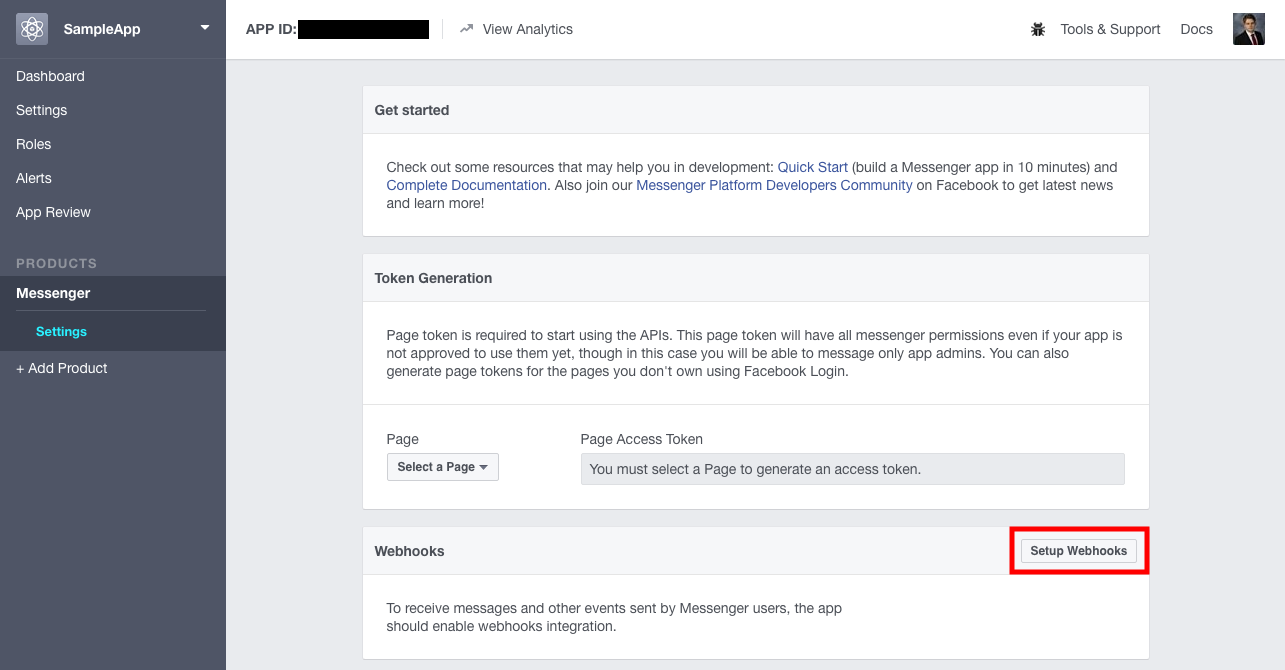 SampleApp
APP ID:
View Analytics
Tools & Support
Docs
Dashboard
Settings
Roles
Alerts
App Review
PRODUCTS
Messenger
Settings
+ Add Product
Get started
Check out some resources that may help you in development: Quick Start (build a Messenger app in 10 minutes) and
Complete Documentation. Also join our Messenger Platform Developers Community on Facebook to get latest news
and learn more!
Token Generation
Page token is required to start using the APIs. This page token will have all messenger permissions even if your app is
not approved to use them yet, though in this case you will be able to message only app admins. You can also
generate page tokens for the pages you don't own using Facebook Login.
Page
Page Access Token
Select a Page
You must select a Page to generate an access token.
Webhooks
Setup Webhooks
To receive messages and other events sent by Messenger users, the app
should enable webhooks integration.